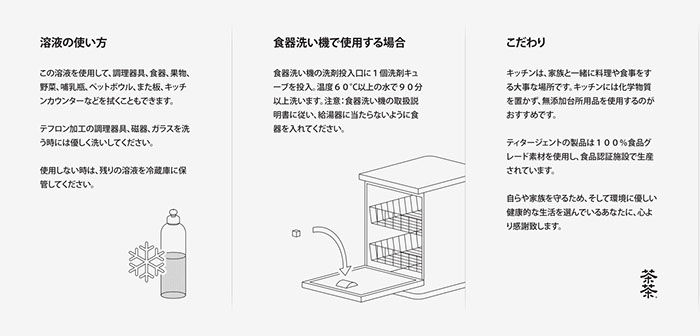 溶液の使い方
この溶液を使用して、調理器具、食器、果物、
野菜、哺乳瓶、ペットボウル、また板、キッチ
ンカウンターなどを拭くこともできます。
テフロン加工の調理器具、磁器、ガラスを洗
う時には優しく洗いしてください。
使用しない時は、残りの溶液を冷蔵庫に保
管してください。
食器洗い機で使用する場合
食器洗い機の洗剤投入口に1個洗剤キュ
ーブを投入。温度60℃以上の水で90分
以上洗います。注意：食器洗い機の取扱説
明書に従い、給湯器に当たらないように食
器を入れてください。
こだわり
キッチンは、家族と一緒に料理や食事をす
る大事な場所です。キッチンには化学物質
を置かず、無添加台所用品を使用するのが
おすすめです。
ディタージェントの製品は100%食品グ
レード素材を使用し、食品認証施設で生産
されています。
自らや家族を守るため、そして環境に優しい
健康的な生活を選んでいるあなたに、心よ
り感謝致します。
茶茶